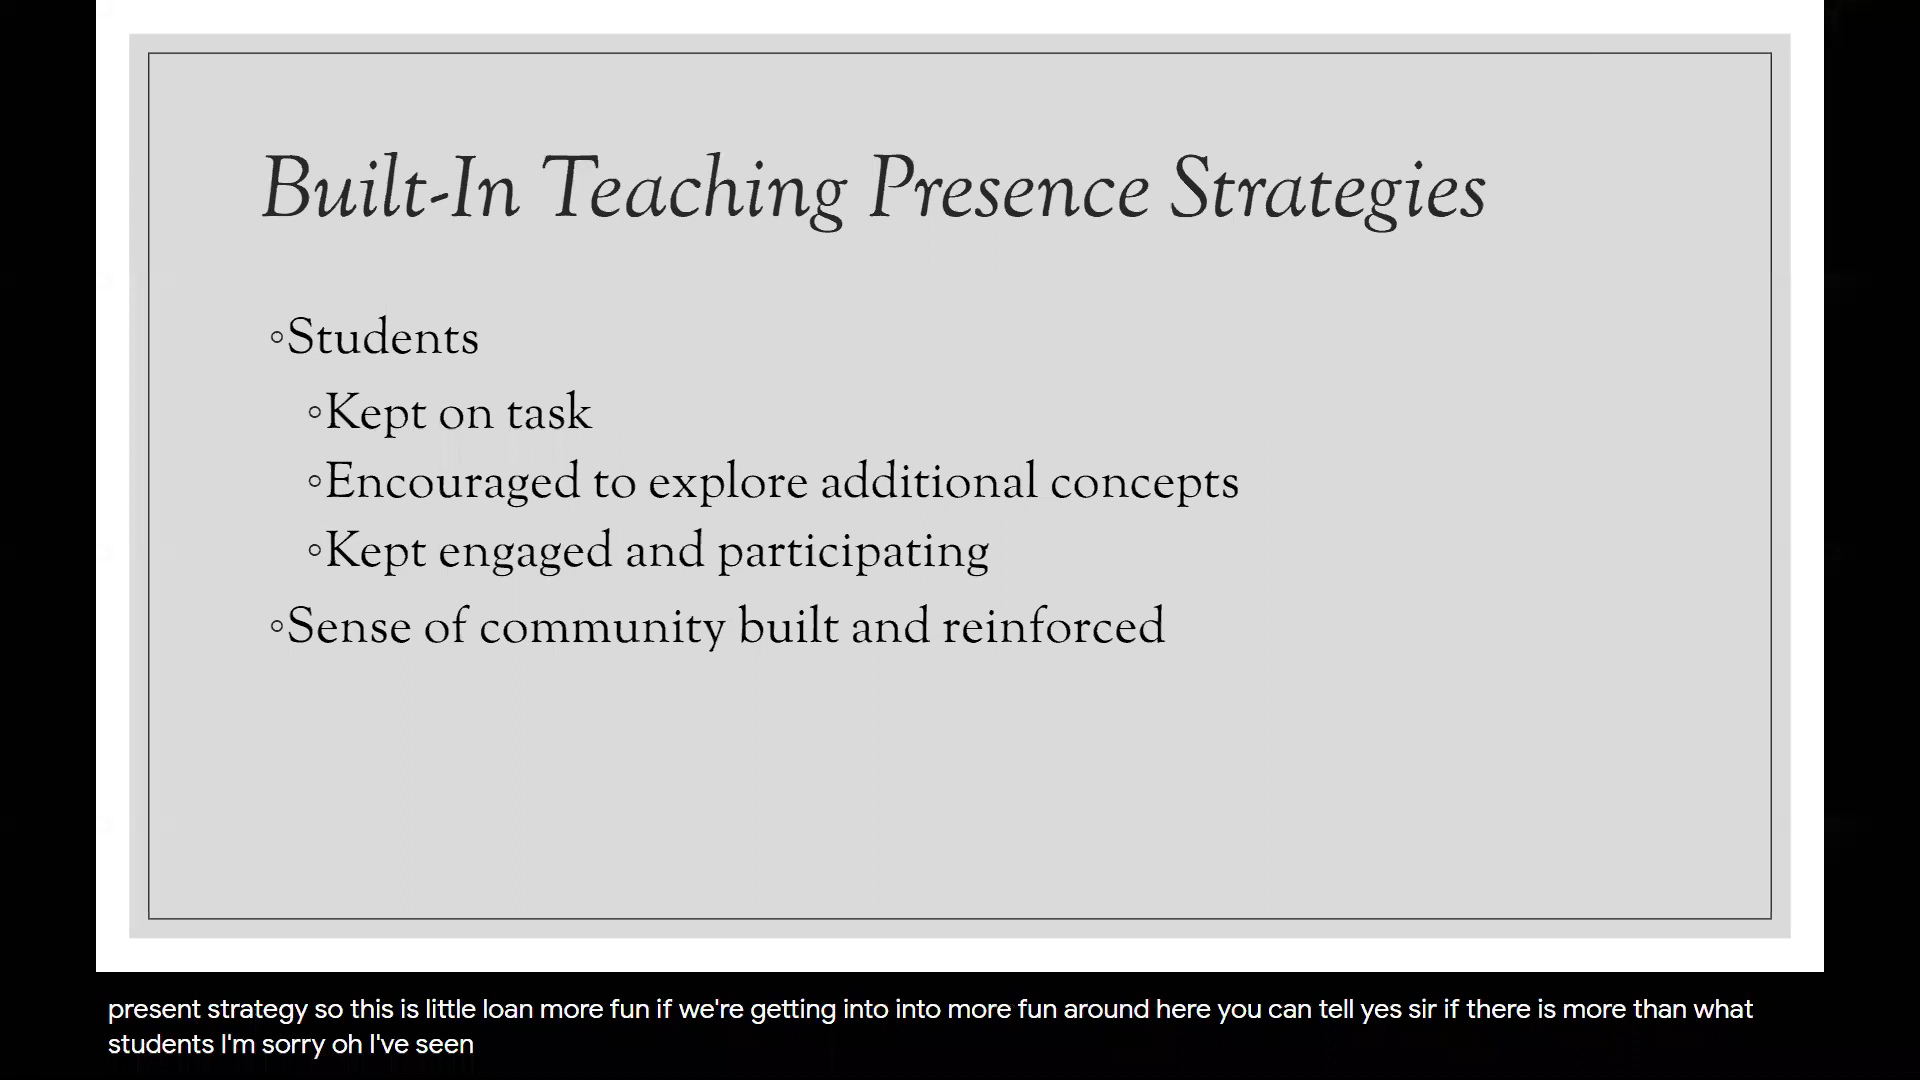 Built-In Teaching Presence Strategies
◦Students
◦Kept on task
◦Encouraged to explore additional concepts
◦Kept engaged and participating
◦Sense of community built and reinforced
present strategy so this is little loan more fun if we're getting into into more fun around here you can tell yes sir if there is more than what
students I'm sorry oh I've seen